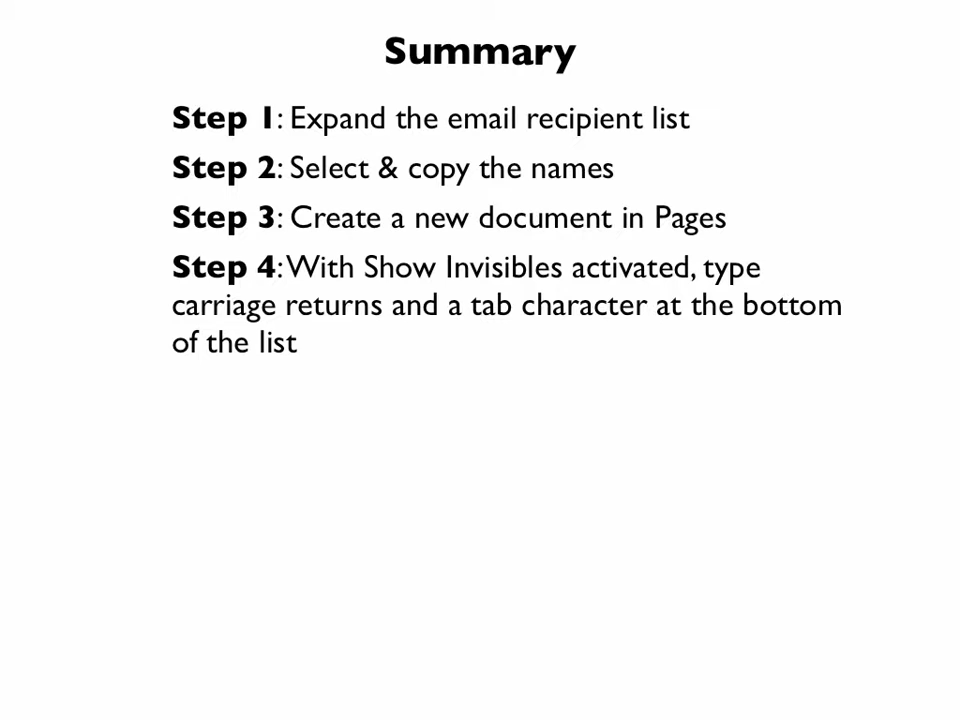 Summary
Step 1: Expand the email recipient list
Step 2: Select & copy the names
Step 3: Create a new document in Pages
Step 4: With Show Invisibles activated, type
carriage returns and a tab character at the bottom
of the list